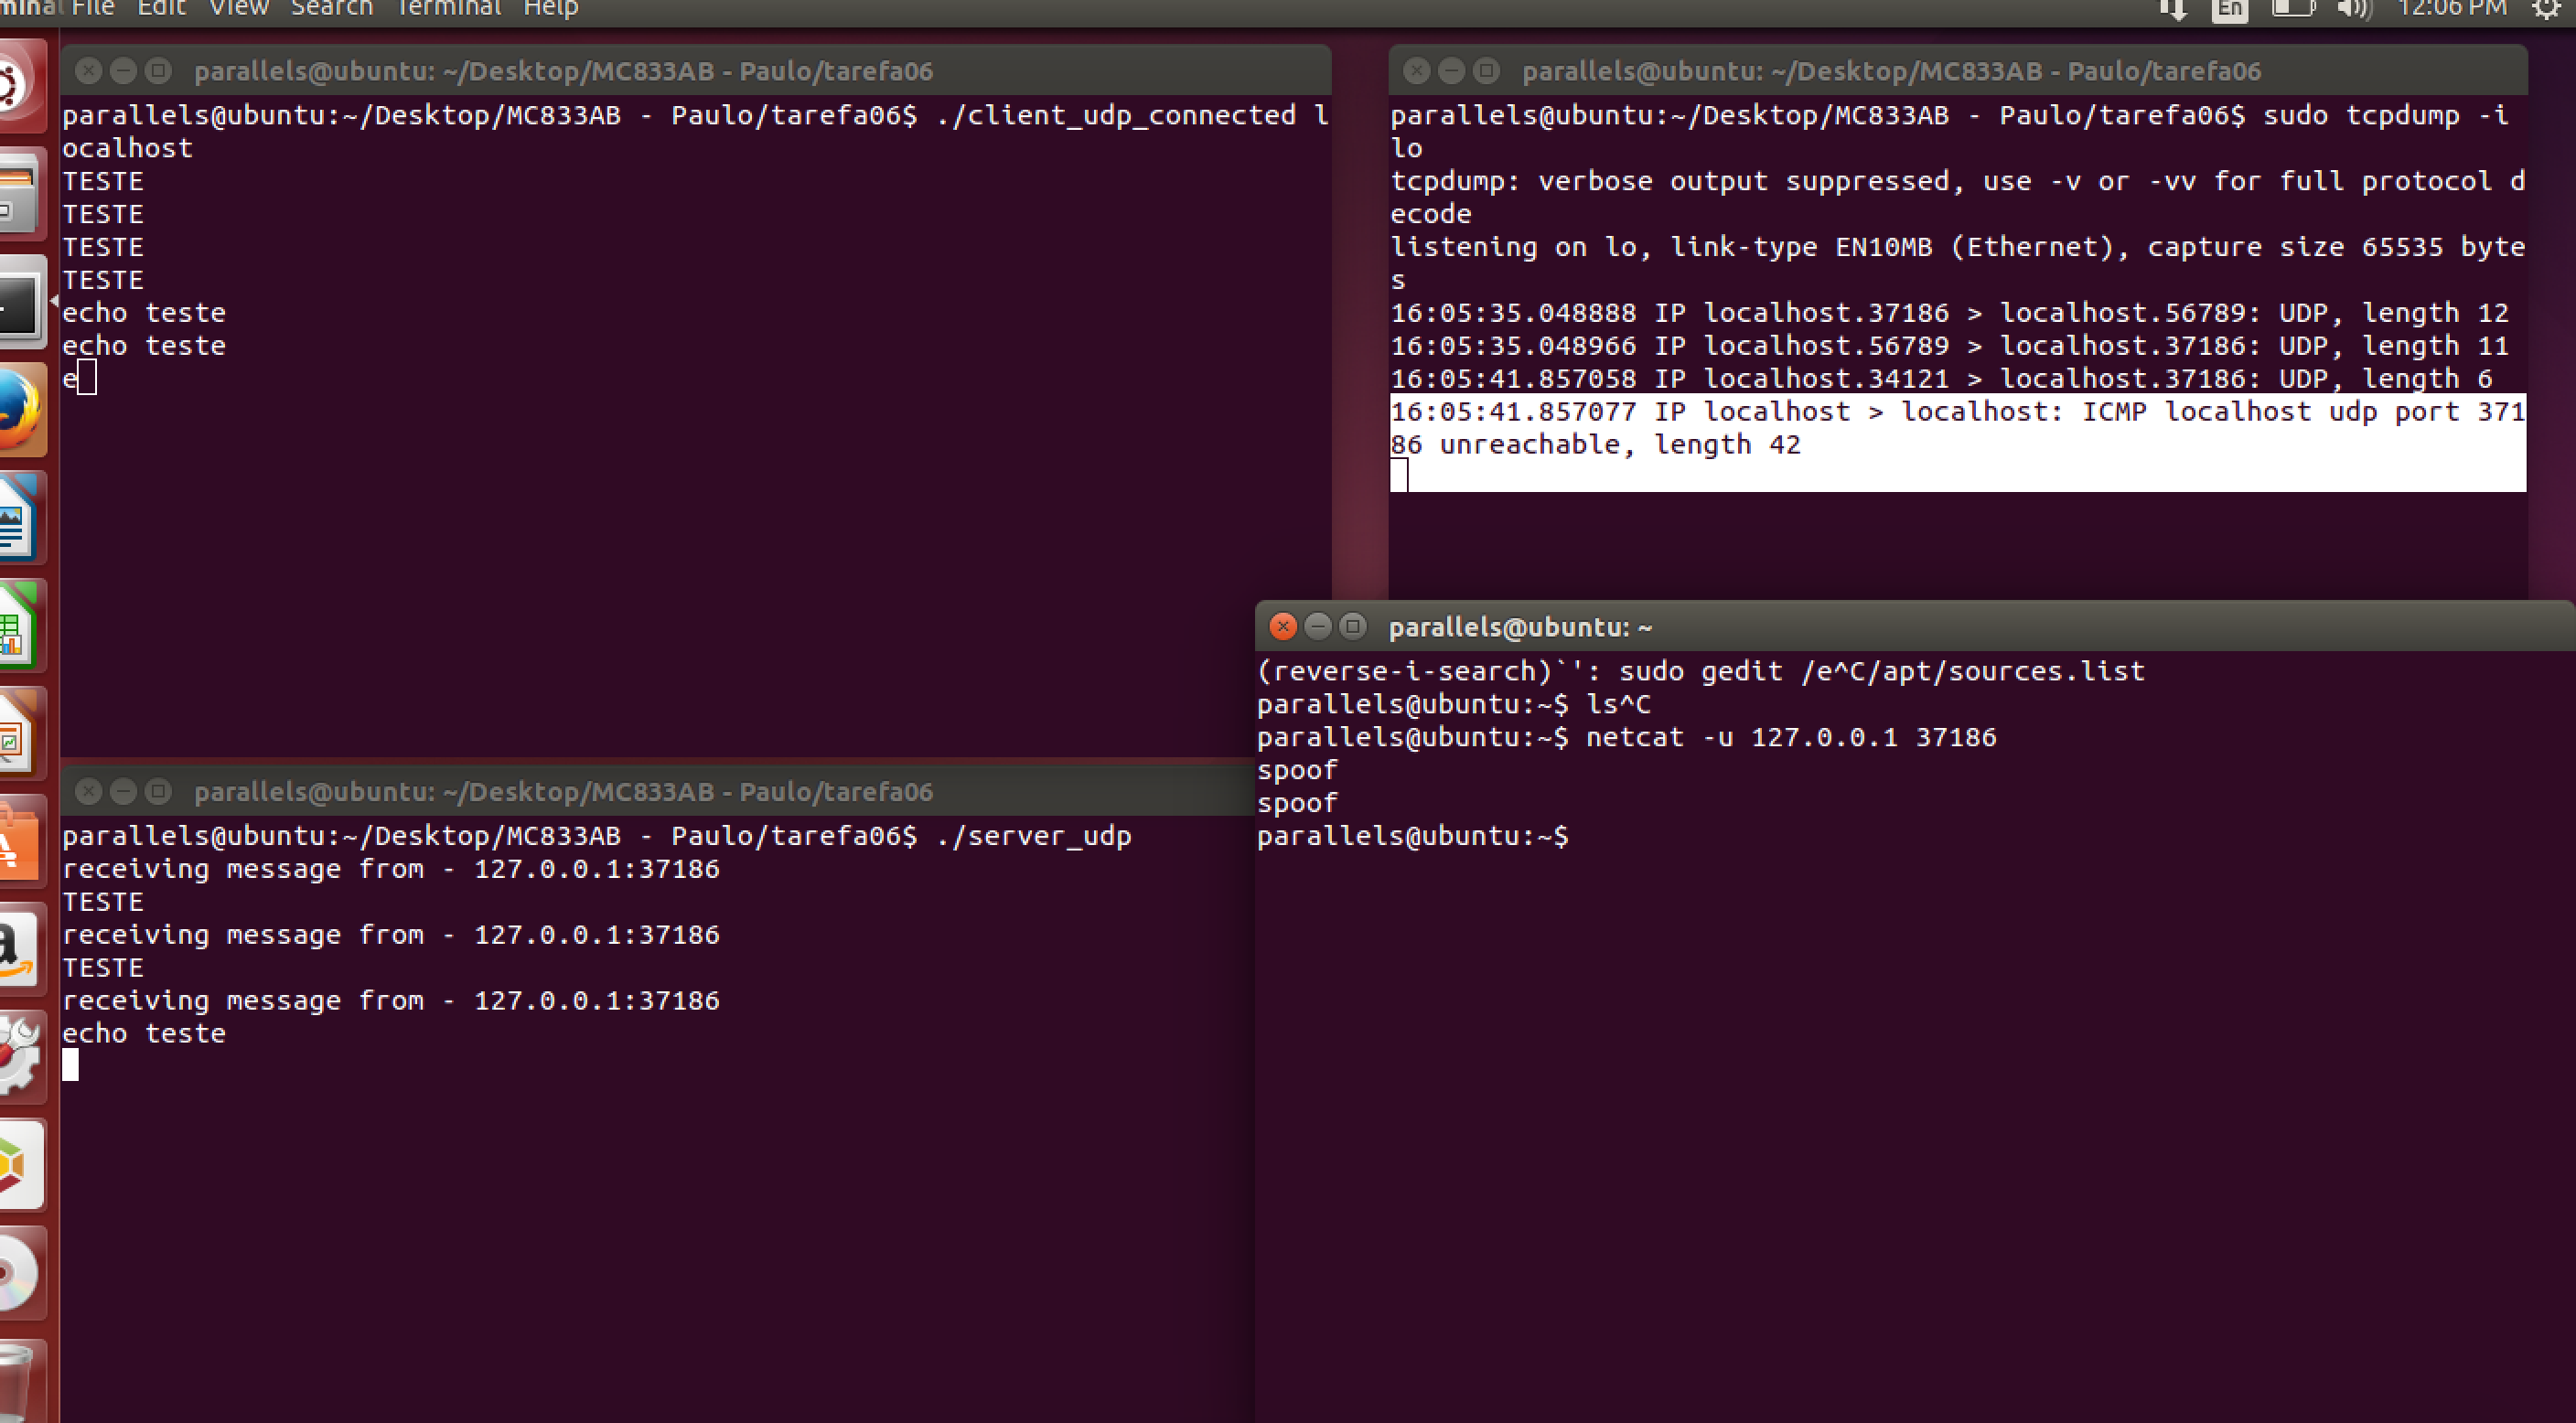 minal File Edit View Search Terminal Help
En 12:06 PM
parallels@ubuntu: ~/Desktop/MC833AB - Paulo/tarefa06
parallels@ubuntu:~/Desktop/MC833AB - Paulo/tarefa06$ ./client_udp_connected l
ocalhost
TESTE
TESTE
TESTE
TESTE
echo teste
echo teste
e
parallels@ubuntu: ~/Desktop/MC833AB - Paulo/tarefa06
parallels@ubuntu:~/Desktop/MC833AB - Paulo/tarefa06$ sudo tcpdump -i
lo
tcpdump: verbose output suppressed, use -v or -vv for full protocol d
ecode
listening on lo, link-type EN10MB (Ethernet), capture size 65535 byte
s
16:05:35.048888 IP localhost.37186 > localhost.56789: UDP, length 12
16:05:35.048966 IP localhost.56789 > localhost.37186: UDP, length 11
16:05:41.857058 IP localhost.34121 > localhost.37186: UDP, length 6
16:05:41.857077 IP localhost > localhost: ICMP localhost udp port 371
86 unreachable, length 42
parallels@ubuntu: ~/Desktop/MC833AB - Paulo/tarefa06
parallels@ubuntu:~/Desktop/MC833AB - Paulo/tarefa06$ ./server_udp
receiving message from - 127.0.0.1:37186
TESTE
receiving message from - 127.0.0.1:37186
TESTE
receiving message from - 127.0.0.1:37186
echo teste
parallels@ubuntu: ~
(reverse-i-search)`': sudo gedit /e^C/apt/sources.list
parallels@ubuntu:~$ ls^C
parallels@ubuntu:~$ netcat -u 127.0.0.1 37186
spoof
spoof
parallels@ubuntu:~$